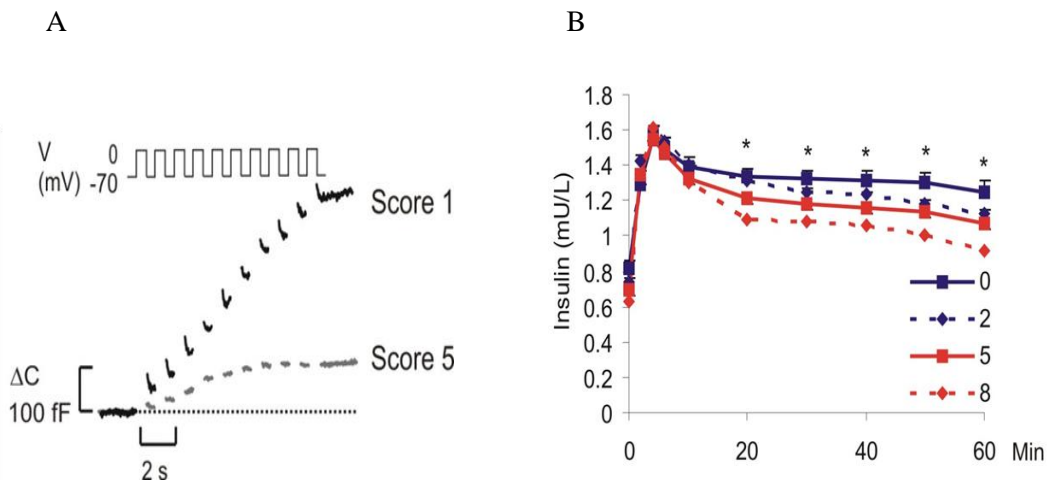 A
V
(mV)
0
-70
Score 1
Score 5
ΔC
100 fF
2 s
B
Insulin (mU/L)
1.8
1.6
1.4
1.2
1
0.8
0.6
0.4
0.2
0
* * * * *
0
2
5
8
0 20 40 60 Min